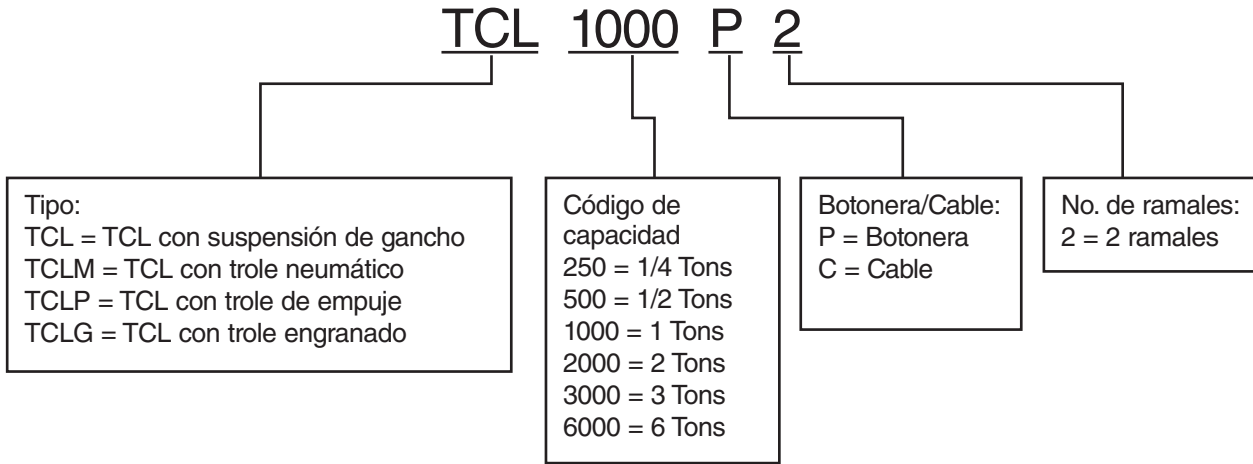 TCL 1000 P 2
Tipo:
TCL = TCL con suspensión de gancho
TCLM = TCL con trole neumático
TCLP = TCL con trole de empuje
TCLG = TCL con trole engranado
Código de
capacidad
250 = 1/4 Tons
500 = 1/2 Tons
1000 = 1 Tons
2000 = 2 Tons
3000 = 3 Tons
6000 = 6 Tons
Botonera/Cable:
P = Botonera
C = Cable
No. de ramales:
2 = 2 ramales